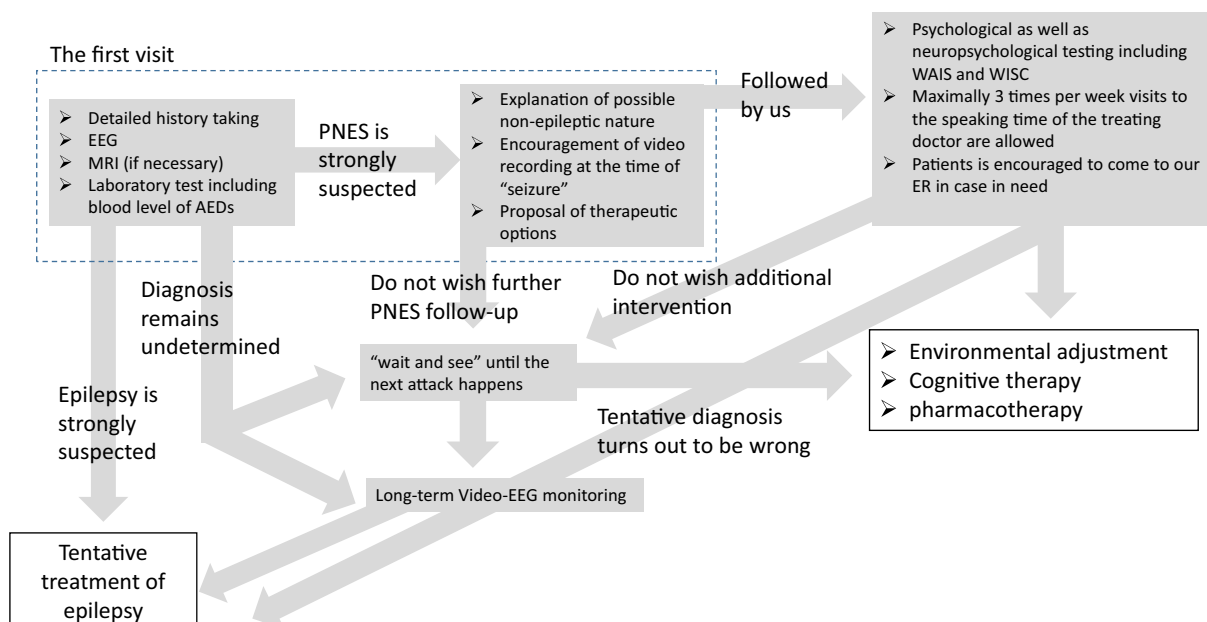 The first visit
➢ Detailed history taking
➢ EEG
➢ MRI (if necessary)
➢ Laboratory test including
blood level of AEDs
PNES is
strongly
suspected
➢ Explanation of possible
non-epileptic nature
➢ Encouragement of video
recording at the time of
“seizure”
➢ Proposal of therapeutic
options
Followed
by us
➢ Psychological as well as
neuropsychological testing including
WAIS and WISC
➢ Maximally 3 times per week visits to
the speaking time of the treating
doctor are allowed
➢ Patients is encouraged to come to our
ER in case in need
Diagnosis
remains
undetermined
Do not wish further
PNES follow-up
Do not wish additional
intervention
“wait and see” until the
next attack happens
➢ Environmental adjustment
➢ Cognitive therapy
➢ pharmacotherapy
Epilepsy is
strongly
suspected
Tentative diagnosis
turns out to be wrong
Long-term Video-EEG monitoring
Tentative
treatment of
epilepsy